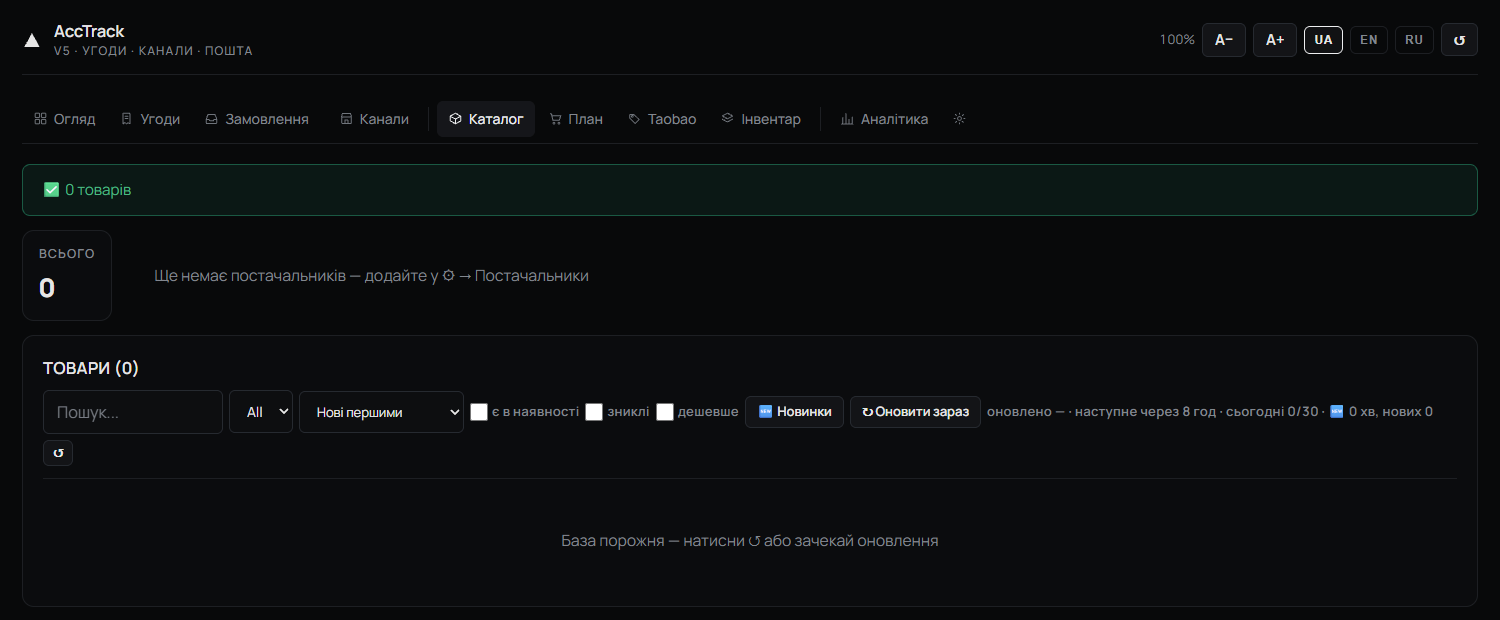 AccTrack
V5 · УГОДИ · КАНАЛИ · ПОШТА
100% A− A+ UA EN RU ↺
Огляд Угоди Замовлення Канали Каталог План Taobao Інвентар Аналітика
✅ 0 товарів
ВСЬОГО
0
Ще немає постачальників — додайте у ⚙ → Постачальники
ТОВАРИ (0)
Пошук... All Нові першими є в наявності зниклі дешевше 🆕 Новинки ↻ Оновити зараз оновлено — · наступне через 8 год · сьогодні 0/30 · 🆕 0 хв, нових 0
↺
База порожня — натисни ↺ або зачекай оновлення